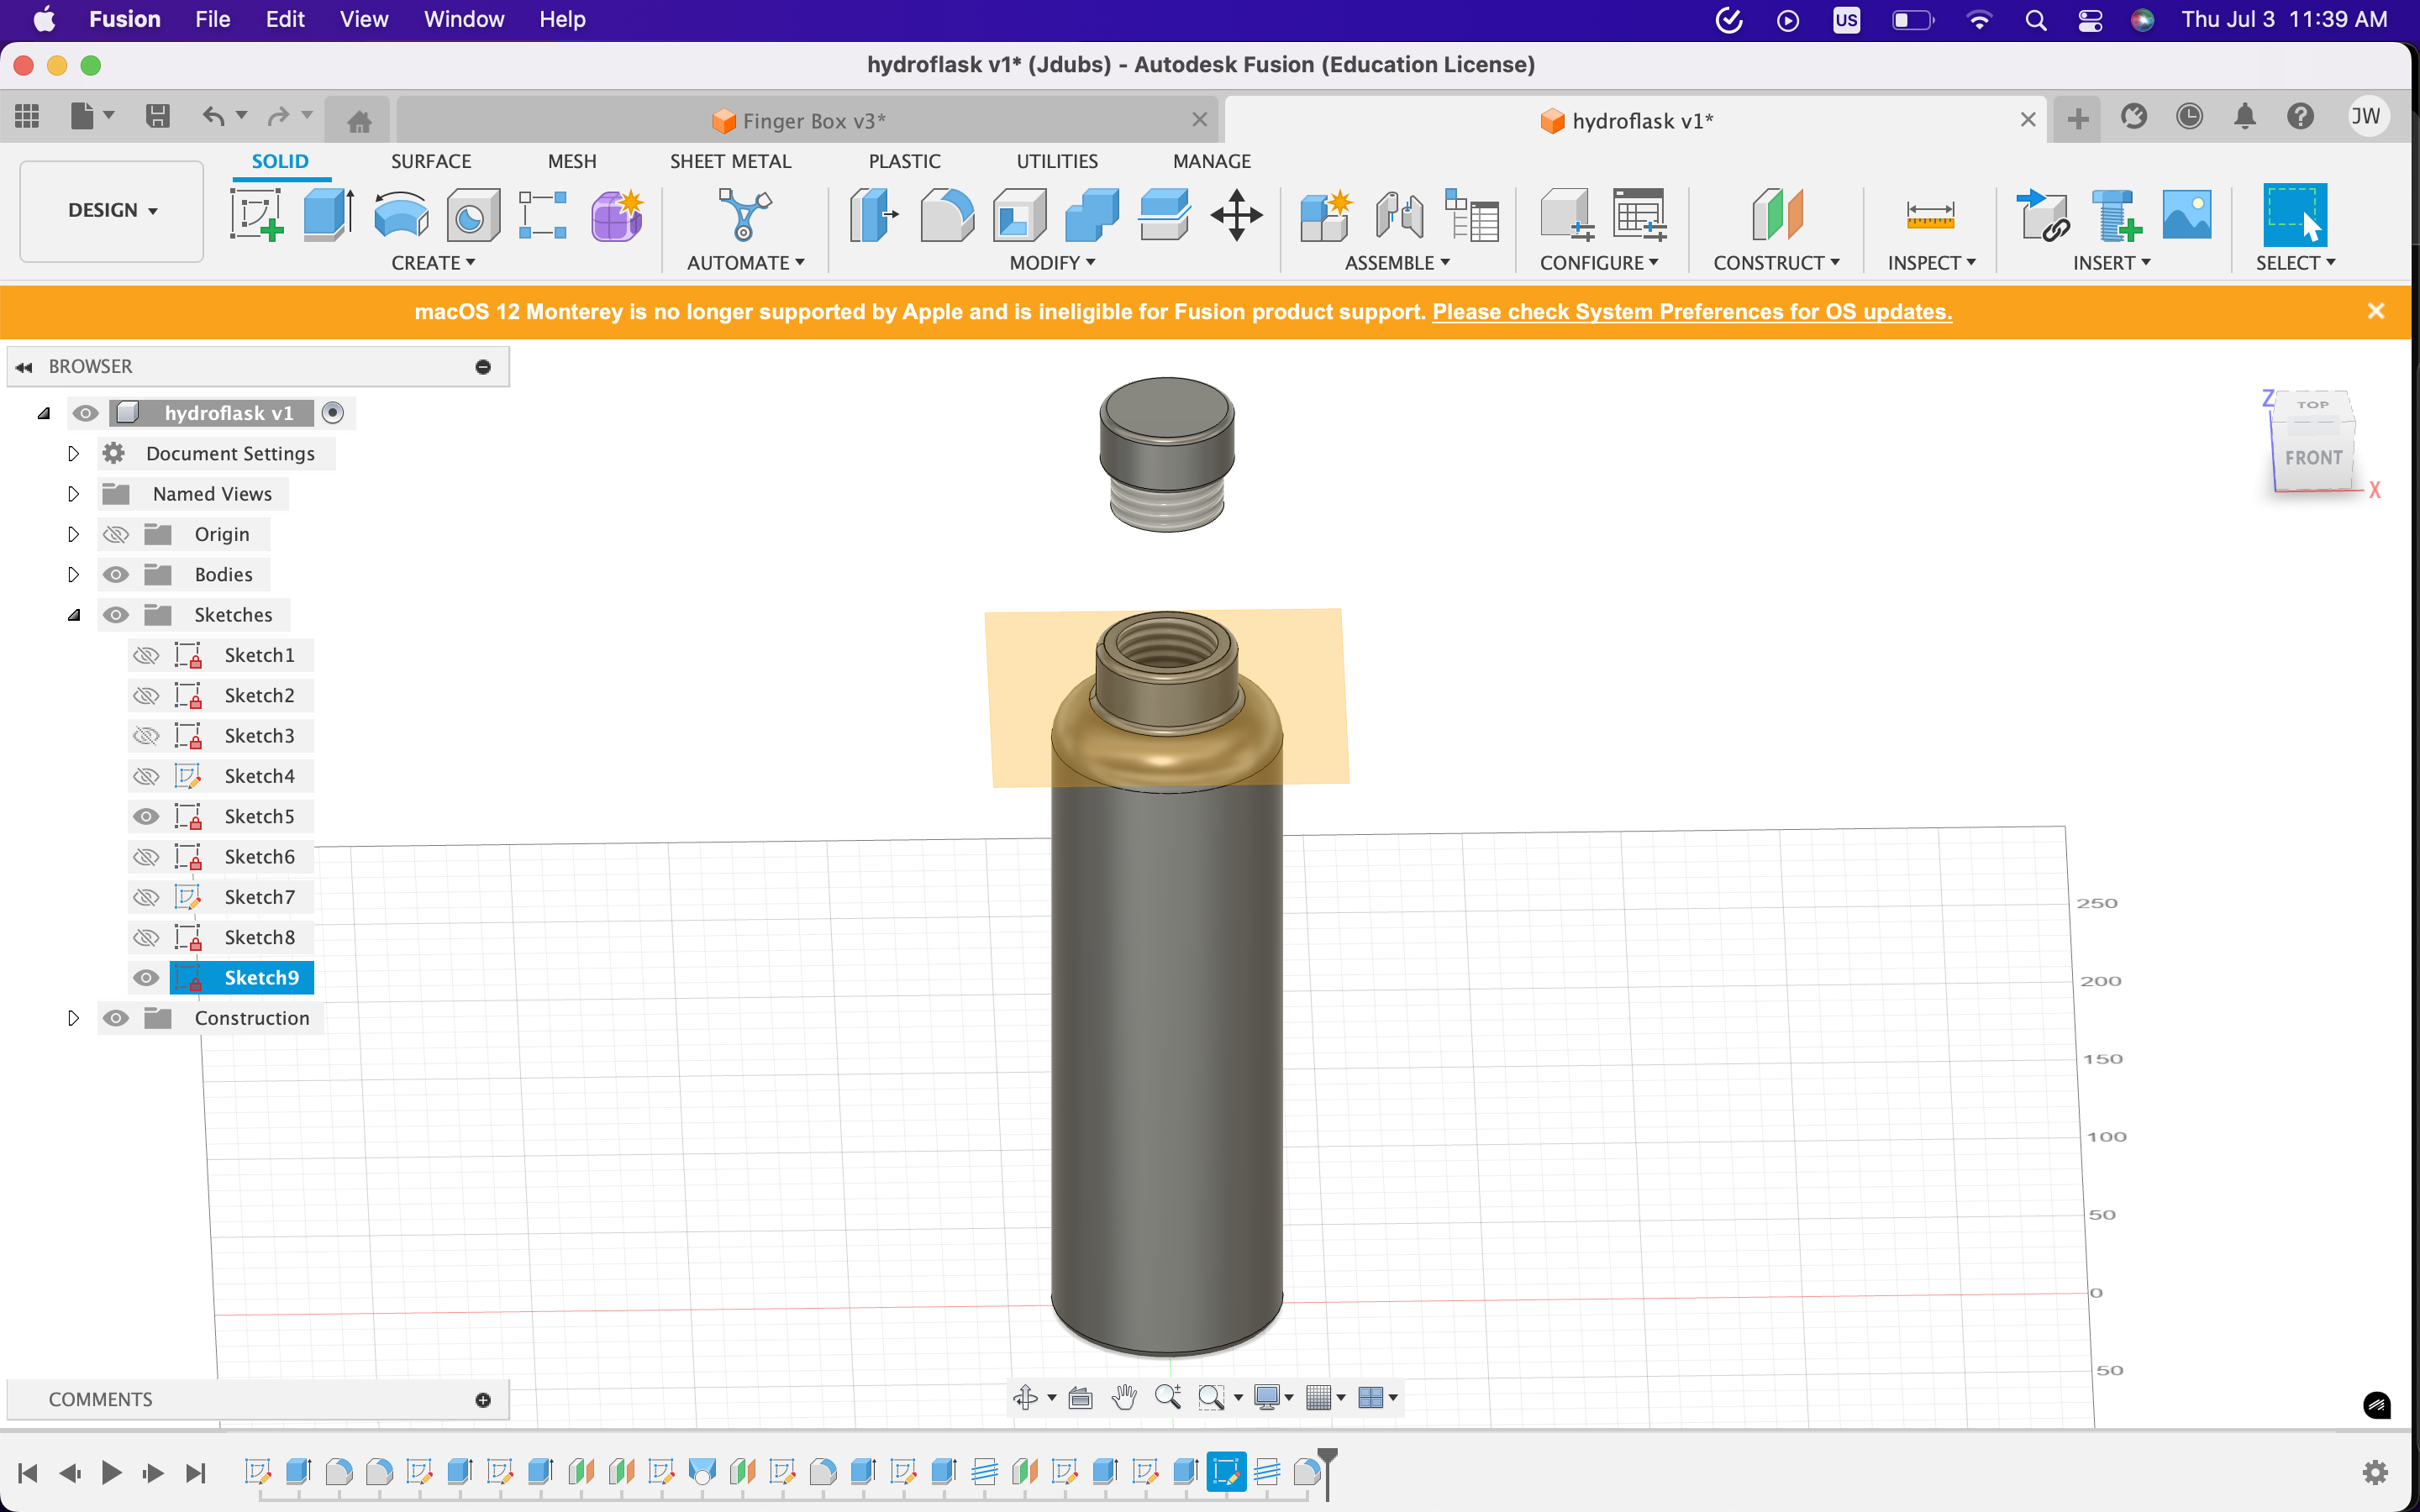 Fusion File Edit View Window Help US Thu Jul 3 11:39 AM
hydroflask v1* (Jdubs) - Autodesk Fusion (Education License)
Finger Box v3* hydroflask v1* JW
SOLID SURFACE MESH SHEET METAL PLASTIC UTILITIES MANAGE
DESIGN
CREATE AUTOMATE MODIFY ASSEMBLE CONFIGURE CONSTRUCT INSPECT INSERT SELECT
macOS 12 Monterey is no longer supported by Apple and is ineligible for Fusion product support. Please check System Preferences for OS updates.
BROWSER
hydroflask v1
Document Settings
Named Views
Origin
Bodies
Sketches
Sketch1
Sketch2
Sketch3
Sketch4
Sketch5
Sketch6
Sketch7
Sketch8
Sketch9
Construction
Z
TOP
FRONT
X
250
200
150
100
50
0
50
COMMENTS